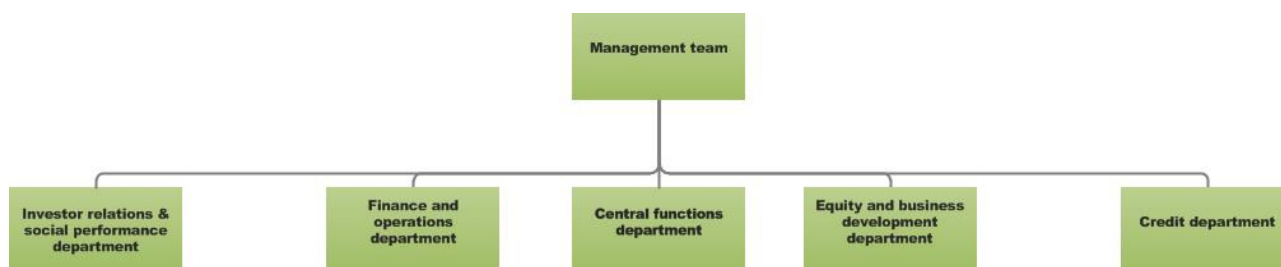 Management team
Investor relations &
social performance
department
Finance and
operations
department
Central functions
department
Equity and business
development
department
Credit department